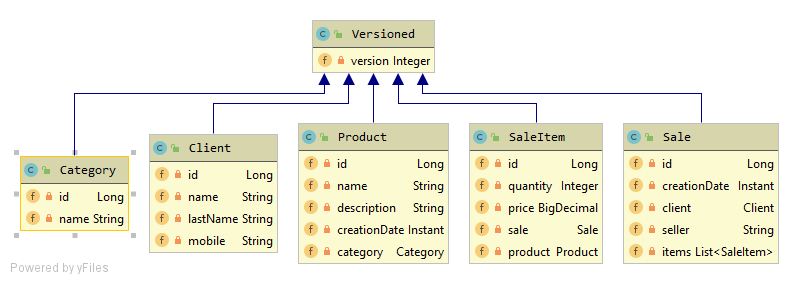 C Versioned
f version Integer
C Category
f id Long
f name String
C Client
f id Long
f name String
f lastName String
f mobile String
C Product
f id Long
f name String
f description String
f creationDate Instant
f category Category
C SaleItem
f id Long
f quantity Integer
f price BigDecimal
f sale Sale
f product Product
C Sale
f id Long
f creationDate Instant
f client Client
f seller String
f items List<SaleItem>
Powered by yFiles